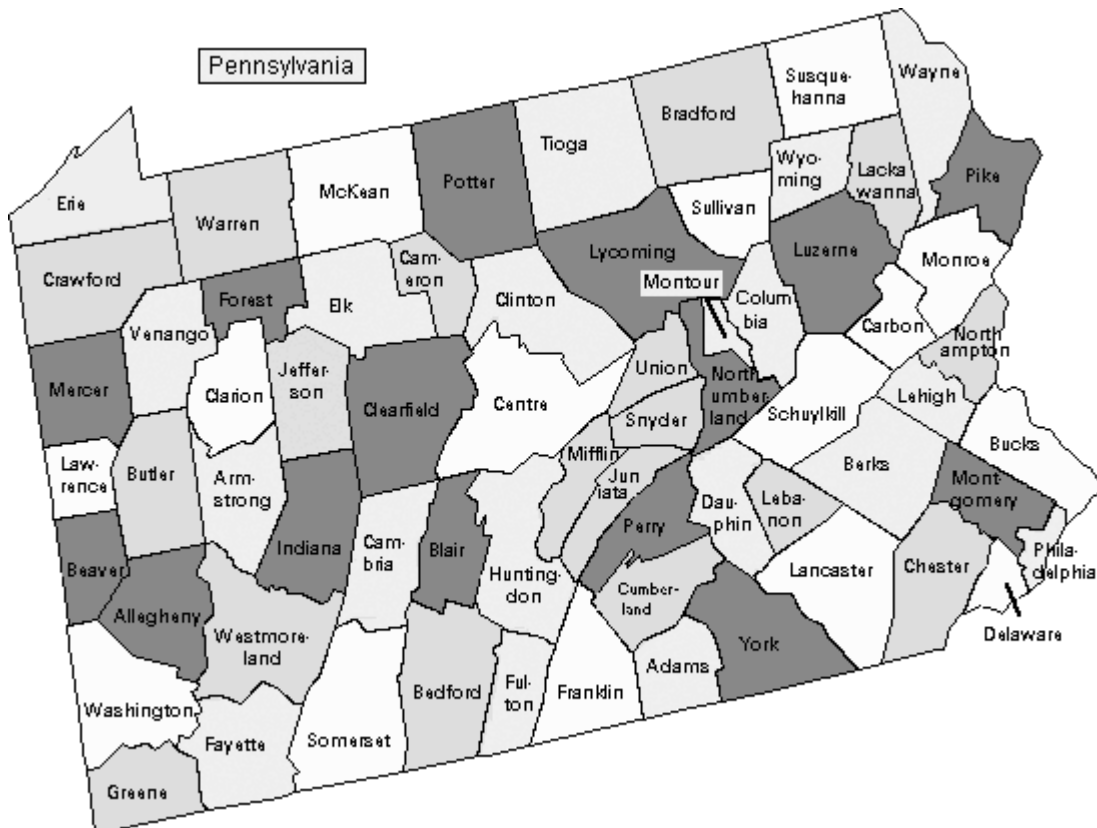 Pennsylvania
Susque-
hanna
Wayne
Bradford
Tioga
Wyo-
ming
Lacka
wanna
Pike
Potter
McKean
Erie
Warren
Sullivan
Crawford
Lycoming
Luzerne
Monroe
Cam-
eron
Forest
Elk
Clinton
Montour
Colum
bia
Carbon
North
ampton
Venango
Mercer
Clarion
Jeffer-
son
Clearfield
Centre
Union
North
umber-
land
Lehigh
Snyder
Schuylkill
Bucks
Law-
rence
Butler
Arm-
strong
Mifflin
Jun
iata
Berks
Mont-
gomery
Dau-
phin
Leba-
non
Perry
Indiana
Cam-
bria
Blair
Beaver
Hunting-
don
Phila
delphia
Lancaster
Chester
Cumber-
land
Allegheny
Westmore-
land
Delaware
York
Adams
Bedford
Ful-
ton
Franklin
Washington
Fayette
Somerset
Greene